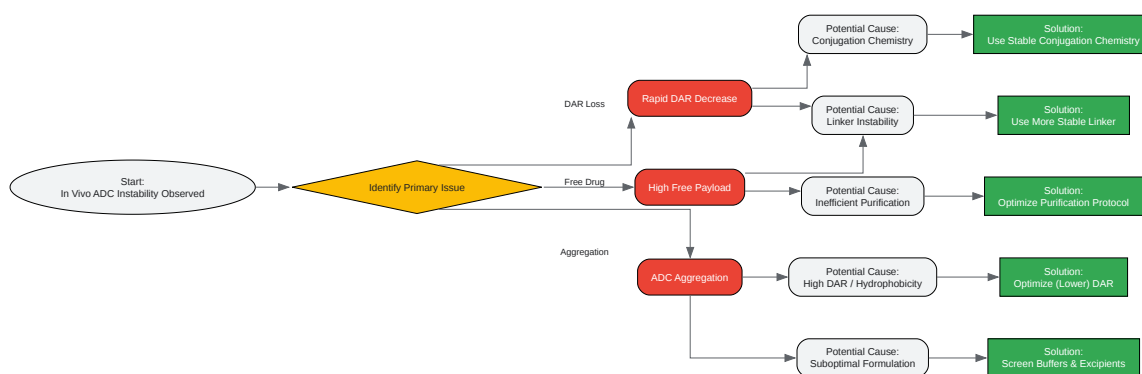 Start:
In Vivo ADC Instability Observed
Identify Primary Issue
DAR Loss
Free Drug
Aggregation
Rapid DAR Decrease
High Free Payload
ADC Aggregation
Potential Cause:
Conjugation Chemistry
Potential Cause:
Linker Instability
Potential Cause:
Inefficient Purification
Potential Cause:
High DAR / Hydrophobicity
Potential Cause:
Suboptimal Formulation
Solution:
Use Stable Conjugation Chemistry
Solution:
Use More Stable Linker
Solution:
Optimize Purification Protocol
Solution:
Optimize (Lower) DAR
Solution:
Screen Buffers & Excipients